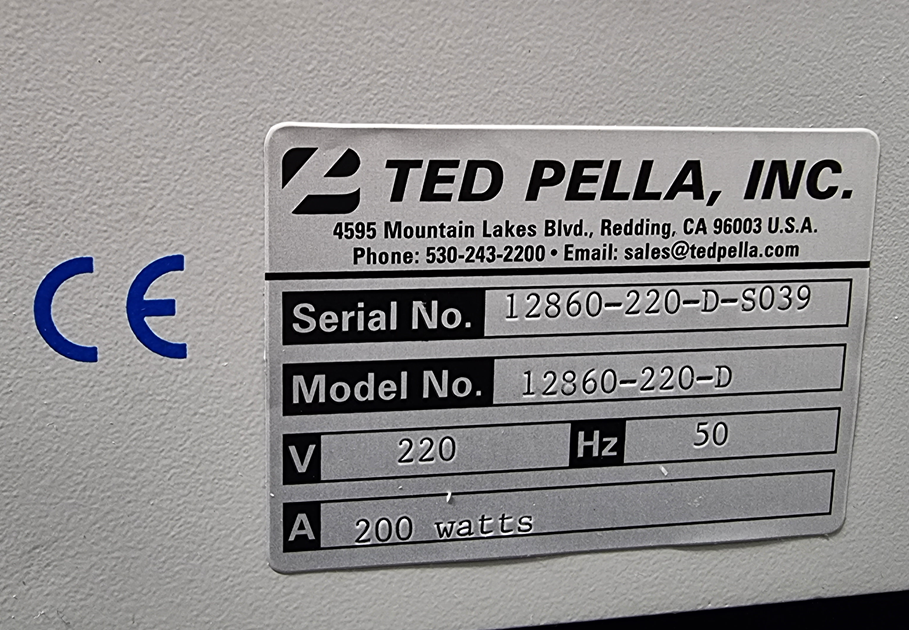 TED PELLA, INC.
4595 Mountain Lakes Blvd., Redding, CA 96003 U.S.A.
Phone: 530-243-2200 • Email: sales@tedpella.com
CE
Serial No. 12860-220-D-S039
Model No. 12860-220-D
V 220 Hz 50
A 200 watts